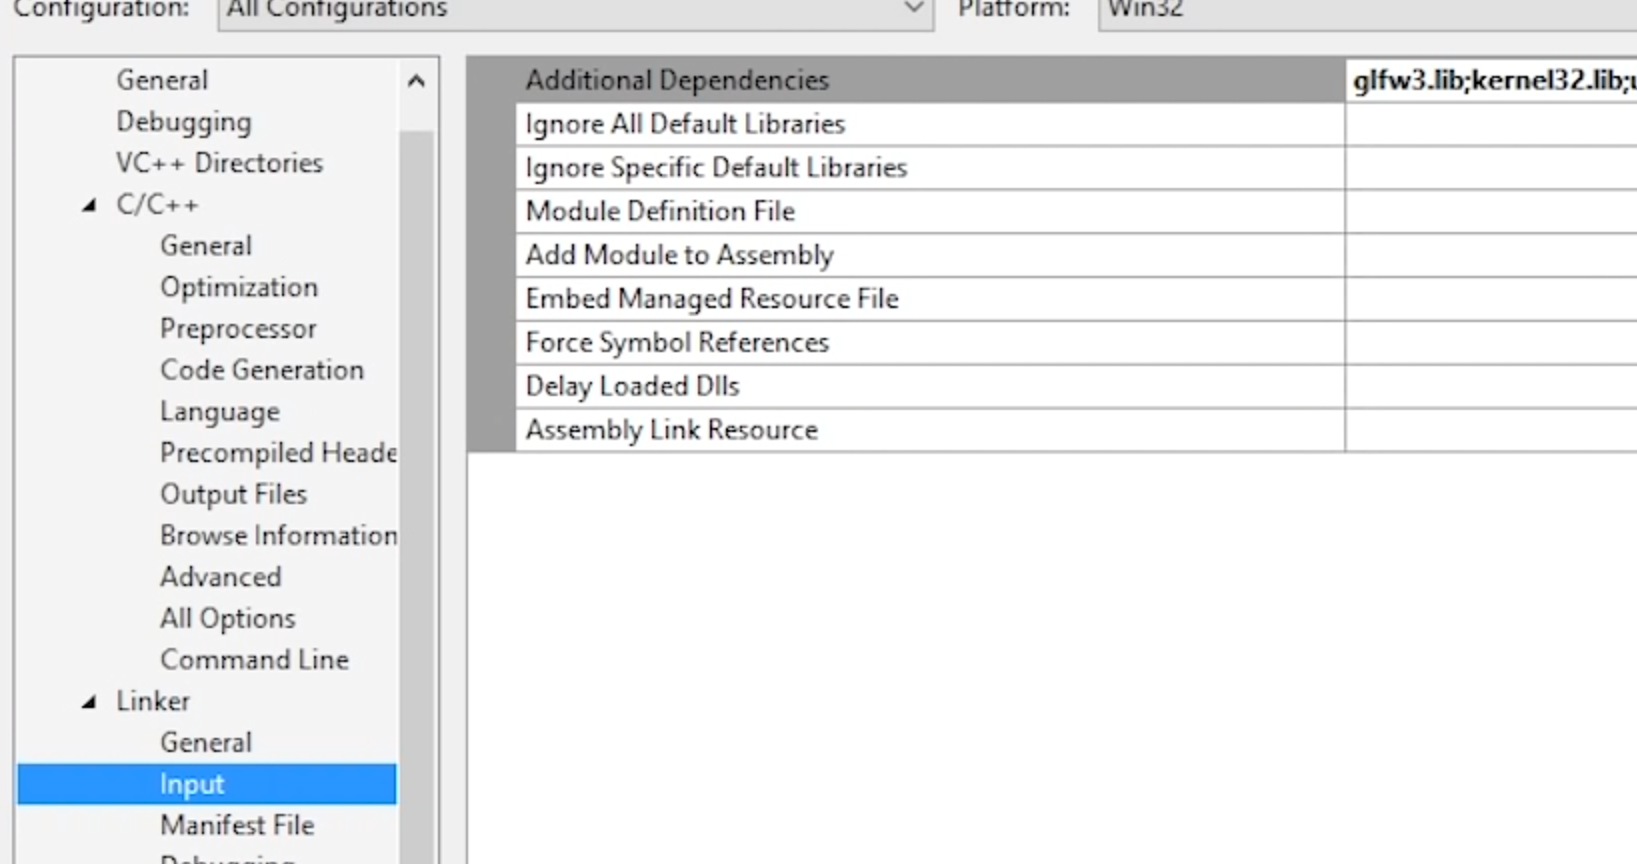 Configuration: All Configurations Platform: Win32
General
Debugging
VC++ Directories
C/C++
General
Optimization
Preprocessor
Code Generation
Language
Precompiled Heade
Output Files
Browse Information
Advanced
All Options
Command Line
Linker
General
Input
Manifest File
Debugging
Additional Dependencies glfw3.lib;kernel32.lib;u
Ignore All Default Libraries
Ignore Specific Default Libraries
Module Definition File
Add Module to Assembly
Embed Managed Resource File
Force Symbol References
Delay Loaded Dlls
Assembly Link Resource